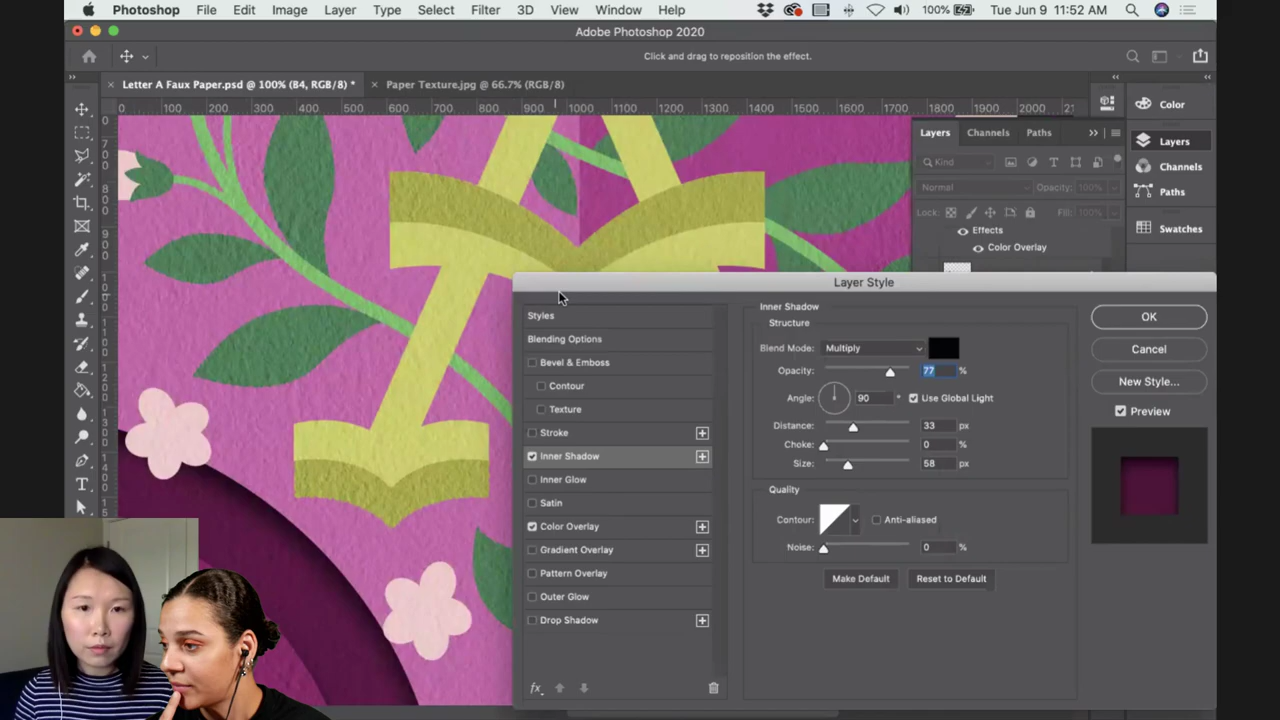 Photoshop File Edit Image Layer Type Select Filter 3D View Window Help 100% Tue Jun 9 11:52 AM
Adobe Photoshop 2020
Click and drag to reposition the effect.
Letter A Faux Paper.psd @ 100% (B4, RGB/8) * Paper Texture.jpg @ 66.7% (RGB/8)
0 100 200 300 400 500 600 700 800 900 1000 1100 1200 1300 1400 1500 1600 1700 1800 1900 2000 21
Color
Layers Channels Paths
Layers
Kind
Channels
Normal Opacity: 100%
Paths
Lock: Fill: 100%
Swatches
Effects
Color Overlay
Layer Style
Styles
Blending Options
Bevel & Emboss
Contour
Texture
Stroke
Inner Shadow
Inner Glow
Satin
Color Overlay
Gradient Overlay
Pattern Overlay
Outer Glow
Drop Shadow
fx
Inner Shadow
Structure
Blend Mode: Multiply
Opacity: 77 %
Angle: 90 ° Use Global Light
Distance: 33 px
Choke: 0 %
Size: 58 px
Quality
Contour: Anti-aliased
Noise: 0 %
Make Default Reset to Default
OK
Cancel
New Style...
Preview